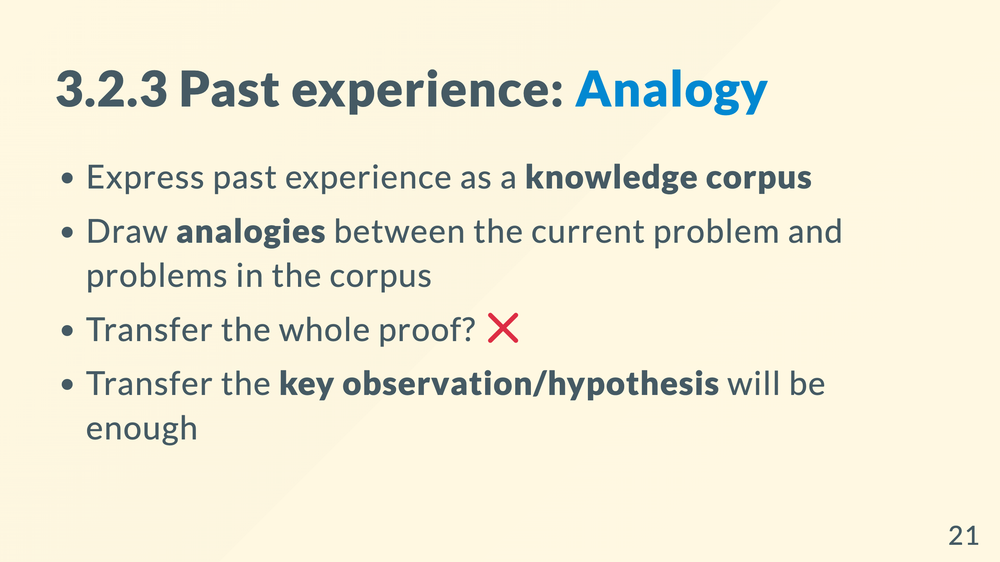 3.2.3 Past experience: Analogy
• Express past experience as a knowledge corpus
• Draw analogies between the current problem and
problems in the corpus
• Transfer the whole proof? ❌
• Transfer the key observation/hypothesis will be
enough
21